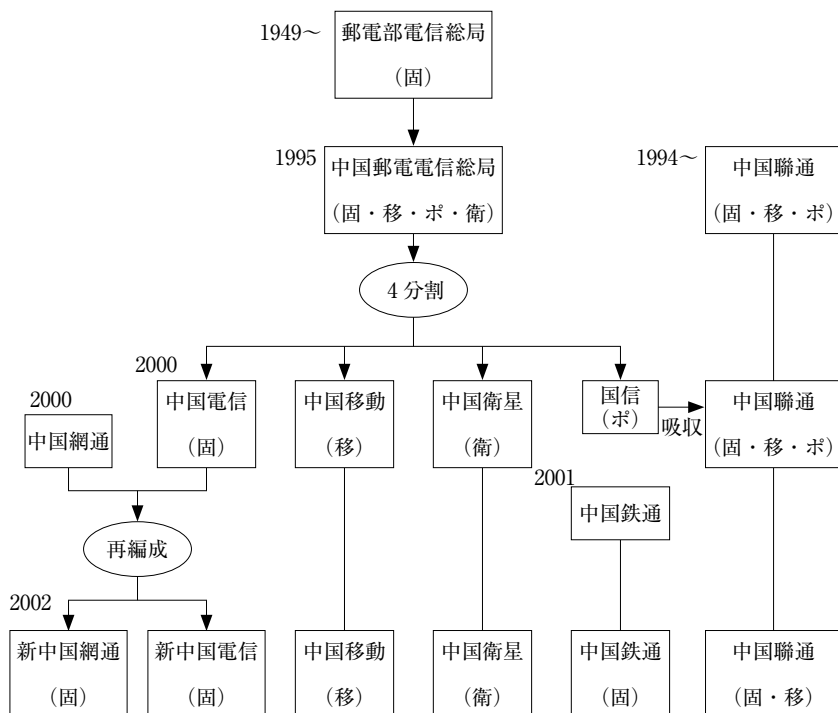 1949～
郵電部電信総局
(固)
1995
中国郵電電信総局
(固・移・ポ・衛)
1994～
中国聯通
(固・移・ポ)
4分割
2000
中国網通
2000
中国電信
(固)
中国移動
(移)
中国衛星
(衛)
国信
(ポ)
吸収
中国聯通
(固・移・ポ)
2001
中国鉄通
再編成
2002
新中国網通
(固)
新中国電信
(固)
中国移動
(移)
中国衛星
(衛)
中国鉄通
(固)
中国聯通
(固・移)